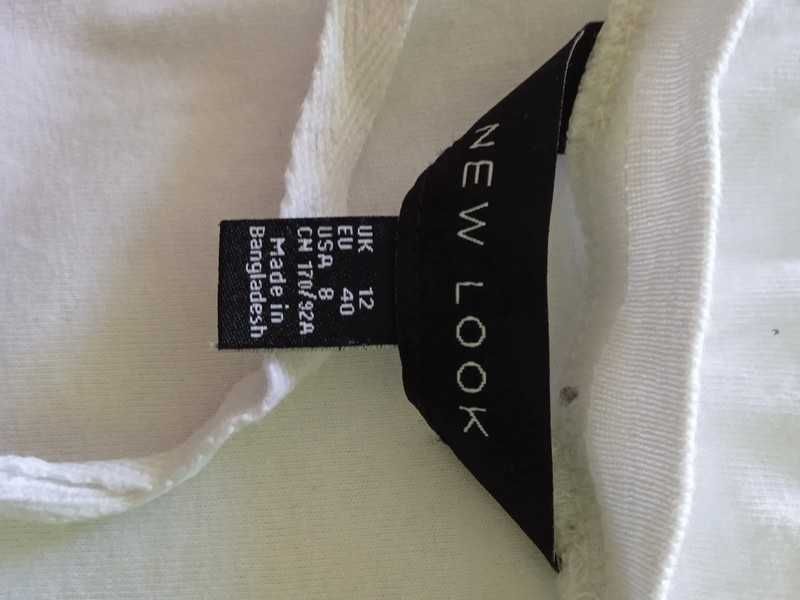 NEW LOOK
UK 12
EU 40
USA 8
CN 170/92A
Made in
Bangladesh